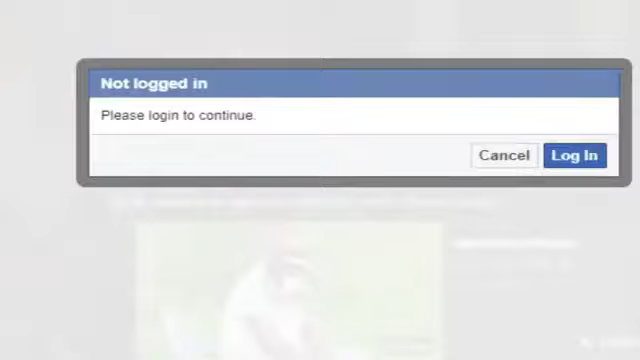 Not logged in
Please login to continue.
Cancel Log In